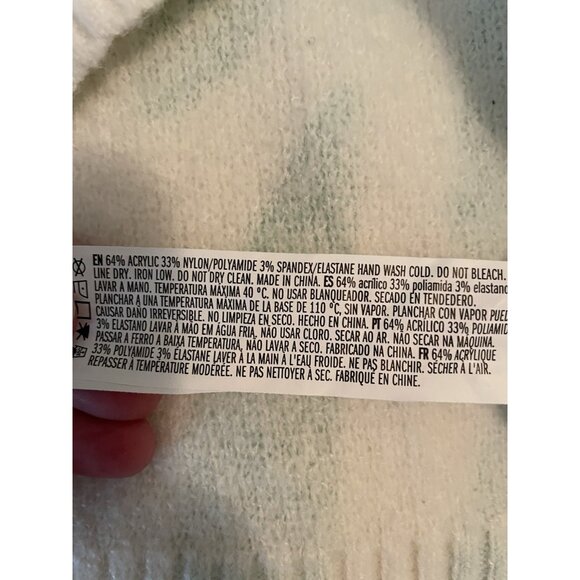 EN 64% ACRYLIC 33% NYLON/POLYAMIDE 3% SPANDEX/ELASTANE HAND WASH COLD. DO NOT BLEACH.
LINE DRY. IRON LOW. DO NOT DRY CLEAN. MADE IN CHINA. ES 64% acrílico 33% poliamida 3% elastano
LAVAR A MANO. TEMPERATURA MÁXIMA 40 °C. NO USAR BLANQUEADOR. SECADO EN TENDEDERO.
PLANCHAR A UNA TEMPERATURA MÁXIMA DE LA BASE DE 110 °C, SIN VAPOR. PLANCHAR CON VAPOR PUED
CAUSAR DAÑO IRREVERSIBLE. NO LIMPIEZA EN SECO. HECHO EN CHINA. PT 64% ACRÍLICO 33% POLIAMID
3% ELASTANO LAVAR À MÃO EM ÁGUA FRIA. NÃO USAR CLORO. SECAR AO AR. NÃO SECAR NA MÁQUINA.
PASSAR A FERRO A BAIXA TEMPERATURA, NÃO LAVAR A SECO. FABRICADO NA CHINA. FR 64% ACRYLIQUE
33% POLYAMIDE 3% ÉLASTANE LAVER À LA MAIN À L'EAU FROIDE. NE PAS BLANCHIR. SÉCHER À L'AIR.
REPASSER À TEMPÉRATURE MODÉRÉE. NE PAS NETTOYER À SEC. FABRIQUÉ EN CHINE.